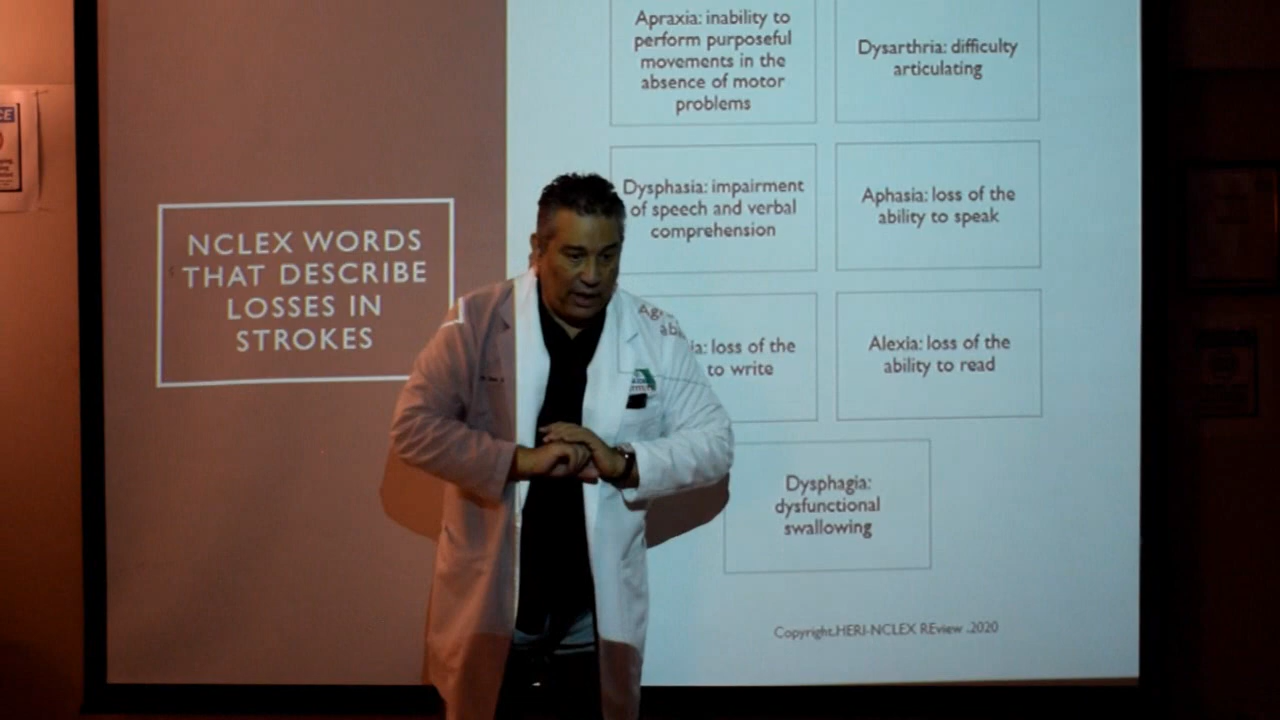 NCLEX WORDS
THAT DESCRIBE
LOSSES IN
STROKES
Apraxia: inability to
perform purposeful
movements in the
absence of motor
problems
Dysarthria: difficulty
articulating
Dysphasia: impairment
of speech and verbal
comprehension
Aphasia: loss of the
ability to speak
ia: loss of the
to write
Alexia: loss of the
ability to read
Dysphagia:
dysfunctional
swallowing
Copyright.HERI-NCLEX REview .2020